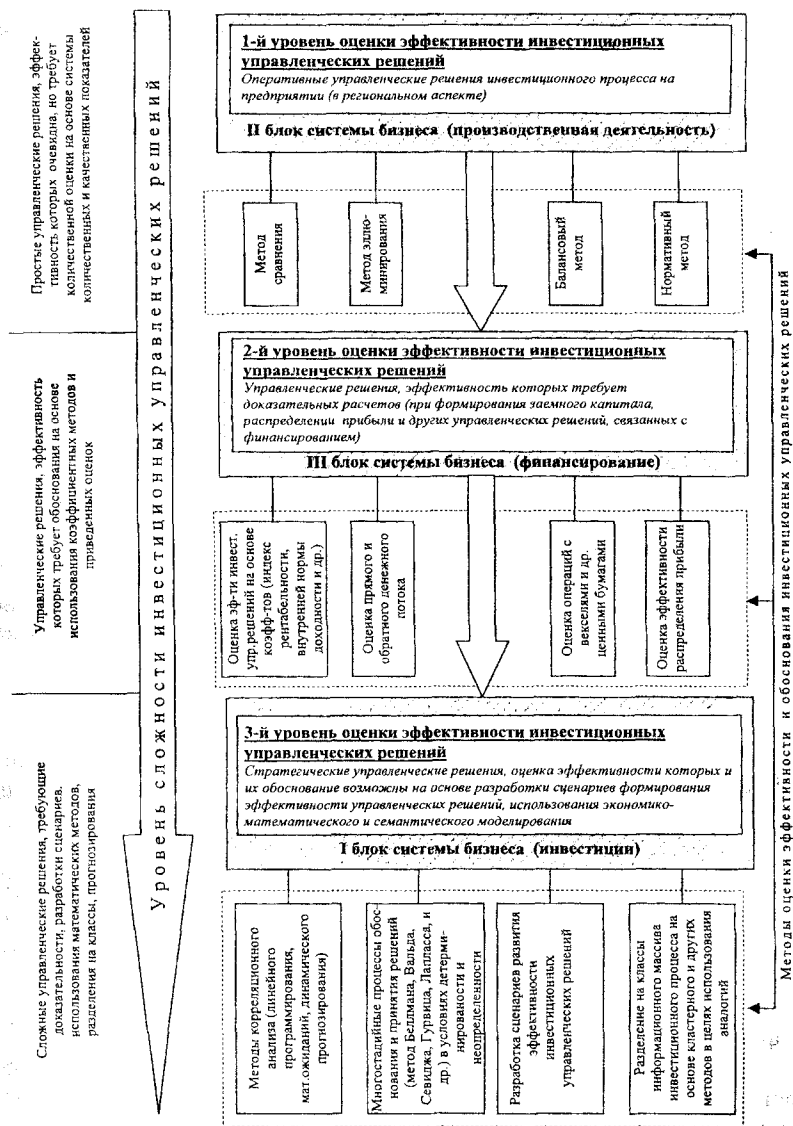 Простые управленческие решения, эффек-
тивность которых очевидна, но требует
количественной оценки на основе системы
количественных и качественных показателей
Управленческие решения, эффективность
которых требует обоснования на основе
использования коэффициентных методов и
приведенных оценок
Сложные управленческие решения, требующие
доказательности, разработки сценариев,
использования математических методов,
разделения на классы, прогнозирования
Уровень сложности инвестиционных управленческих решений
1-й уровень оценки эффективности инвестиционных
управленческих решений
Оперативные управленческие решения инвестиционного процесса на
предприятии (в региональном аспекте)
II блок системы бизнеса (производственная деятельность)
Метод
сравнения
Метод эллю-
минирования
Балансовый
метод
Нормативный
метод
2-й уровень оценки эффективности инвестиционных
управленческих решений
Управленческие решения, эффективность которых требует
доказательных расчетов (при формирования заемного капитала,
распределении прибыли и других управленческих решений, связанных с
финансированием)
III блок системы бизнеса (финансирование)
Оценка эф-ти инвест.
упр.решений на основе
коэфф-тов (индекс
рентабельности,
внутренней нормы
доходности и др.)
Оценка прямого и
обратного денежного
потока
Оценка операций с
векселями и др.
ценными бумагами
Оценка эффективности
распределения прибыли
3-й уровень оценки эффективности инвестиционных
управленческих решений
Стратегические управленческие решения, оценка эффективности которых и
их обоснование возможны на основе разработки сценариев формирования
эффективности управленческих решений, использования экономико-
математического и семантического моделирования
I блок системы бизнеса (инвестиции)
Методы корреляционного
анализа (линейного
программирования,
мат.ожиданий, динамического
прогнозирования)
Многостадийные процессы обос-
нования и принятия решений
(метод Беллмана, Вальда,
Севиджа, Гурвица, Лапласса, и
др.) в условиях детерми-
нированости и
неопределенности
Разработка сценариев развития
эффективности
инвестиционных
управленческих решений
Разделение на классы
информационного массива
инвестиционного процесса на
основе кластерного и других
методов в целях использования
аналогий
Методы оценки эффективности и обоснования инвестиционных управленческих решений